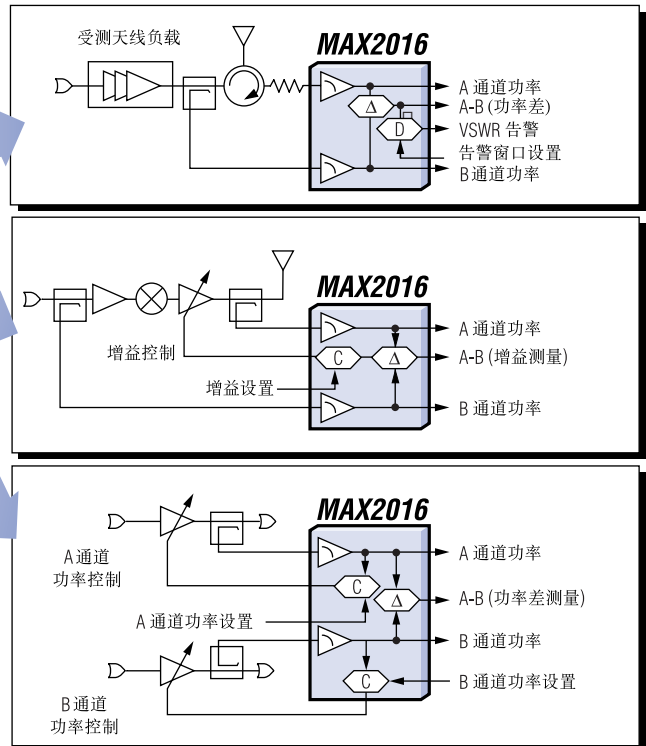 受测天线负载
MAX2016
A 通道功率
A-B (功率差)
VSWR 告警
告警窗口设置
B 通道功率
Δ
D
MAX2016
增益控制
增益设置
C
Δ
A 通道功率
A-B (增益测量)
B 通道功率
MAX2016
A 通道
功率控制
A 通道功率设置
C
Δ
A 通道功率
A-B (功率差测量)
B 通道功率
B 通道功率设置
C
B 通道
功率控制